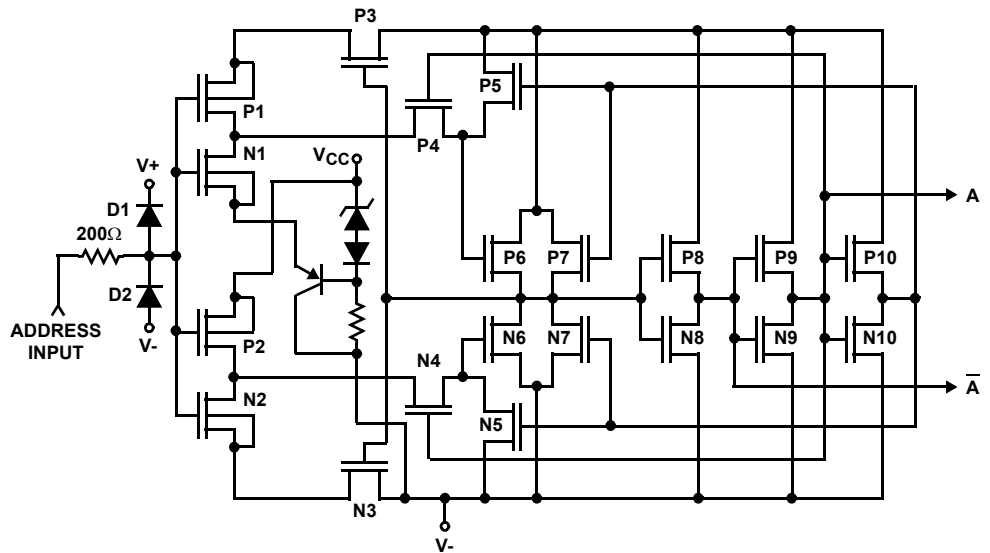 P3
P5
P1
P4
N1
VCC
V+
D1
A
200Ω
P6
P7
P8
P9
P10
D2
ADDRESS
INPUT
V-
P2
N6
N7
N8
N9
N10
N4
A̅
N2
N5
N3
V-